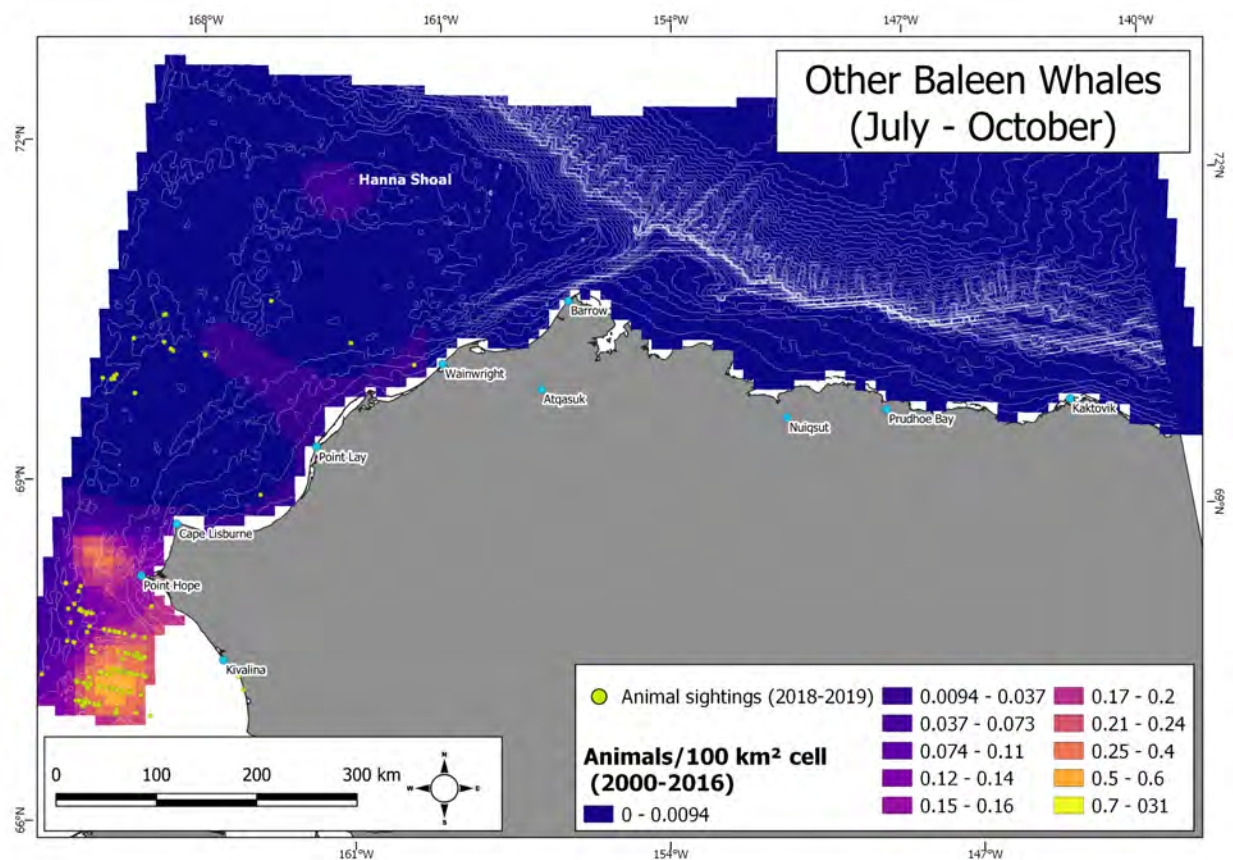 168°W 161°W 154°W 147°W 140°W
Other Baleen Whales
(July - October)
72°N
72°N
Hanna Shoal
Barrow
Wainwright
Atqasuk
Kaktovik
Prudhoe Bay
Nuiqsut
Point Lay
69°N
69°N
Cape Lisburne
Point Hope
Kivalina
Animal sightings (2018-2019)
Animals/100 km² cell
(2000-2016)
0 - 0.0094
0.0094 - 0.037
0.037 - 0.073
0.074 - 0.11
0.12 - 0.14
0.15 - 0.16
0.17 - 0.2
0.21 - 0.24
0.25 - 0.4
0.5 - 0.6
0.7 - 031
0 100 200 300 km
N
W E
S
66°N
161°W 154°W 147°W